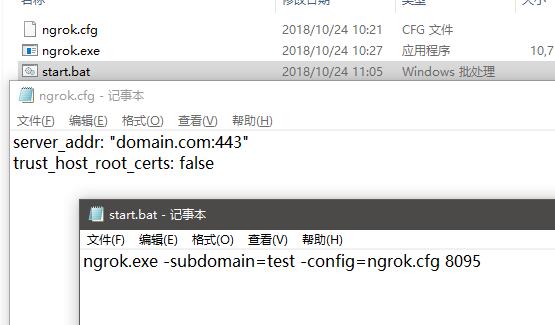 修改日期 类型 大小
ngrok.cfg 2018/10/24 10:21 CFG 文件
ngrok.exe 2018/10/24 10:27 应用程序 10,7
start.bat 2018/10/24 11:05 Windows 批处理
ngrok.cfg - 记事本
文件(F) 编辑(E) 格式(O) 查看(V) 帮助(H)
server_addr: "domain.com:443"
trust_host_root_certs: false
start.bat - 记事本
文件(F) 编辑(E) 格式(O) 查看(V) 帮助(H)
ngrok.exe -subdomain=test -config=ngrok.cfg 8095